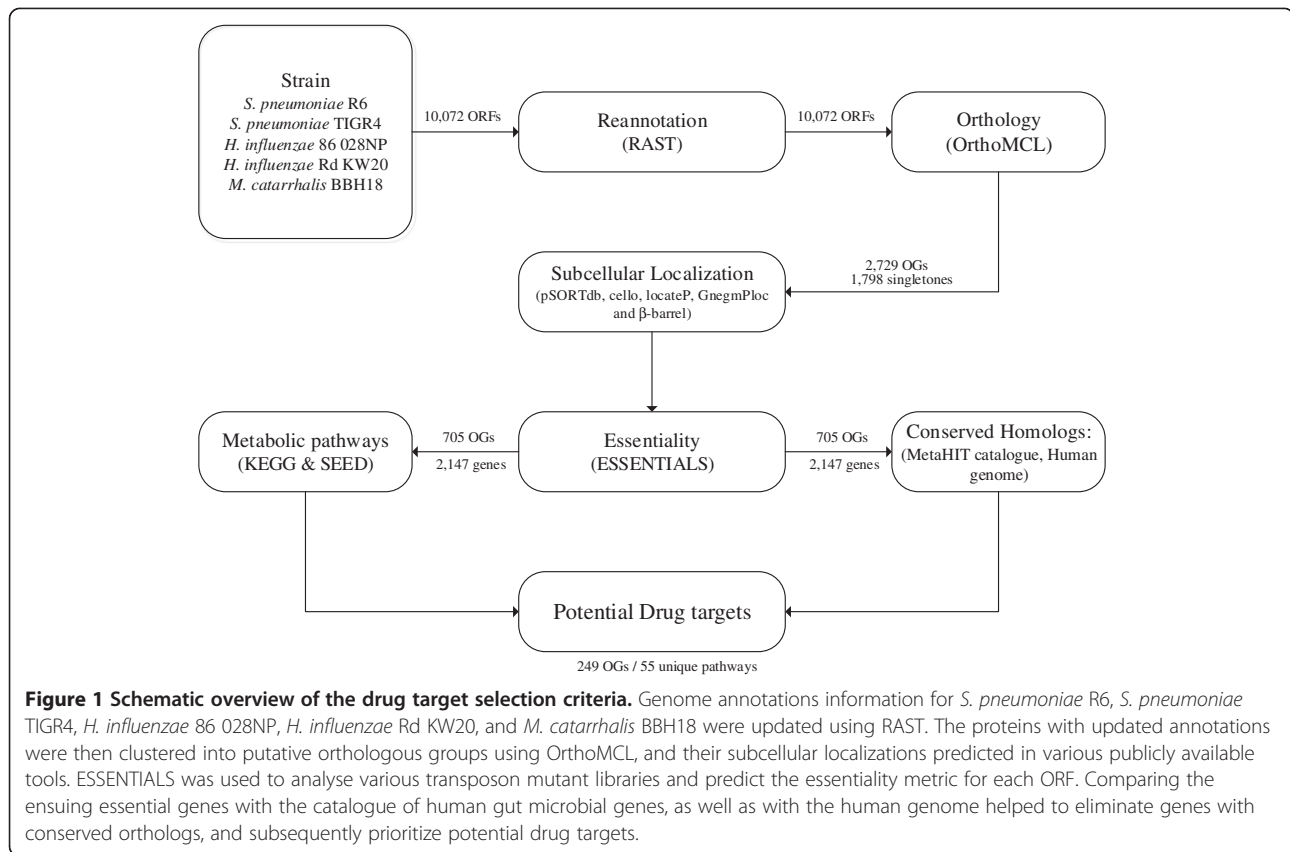 Strain
S. pneumoniae R6
S. pneumoniae TIGR4
H. influenzae 86 028NP
H. influenzae Rd KW20
M. catarrhalis BBH18
10,072 ORFs
Reannotation
(RAST)
10,072 ORFs
Orthology
(OrthoMCL)
2,729 OGs
1,798 singletones
Subcellular Localization
(pSORTdb, cello, locateP, GnegmPloc
and β-barrel)
Metabolic pathways
(KEGG & SEED)
705 OGs
2,147 genes
Essentiality
(ESSENTIALS)
705 OGs
2,147 genes
Conserved Homologs:
(MetaHIT catalogue, Human
genome)
Potential Drug targets
249 OGs / 55 unique pathways
Figure 1 Schematic overview of the drug target selection criteria. Genome annotations information for S. pneumoniae R6, S. pneumoniae
TIGR4, H. influenzae 86 028NP, H. influenzae Rd KW20, and M. catarrhalis BBH18 were updated using RAST. The proteins with updated annotations
were then clustered into putative orthologous groups using OrthoMCL, and their subcellular localizations predicted in various publicly available
tools. ESSENTIALS was used to analyse various transposon mutant libraries and predict the essentiality metric for each ORF. Comparing the
ensuing essential genes with the catalogue of human gut microbial genes, as well as with the human genome helped to eliminate genes with
conserved orthologs, and subsequently prioritize potential drug targets.